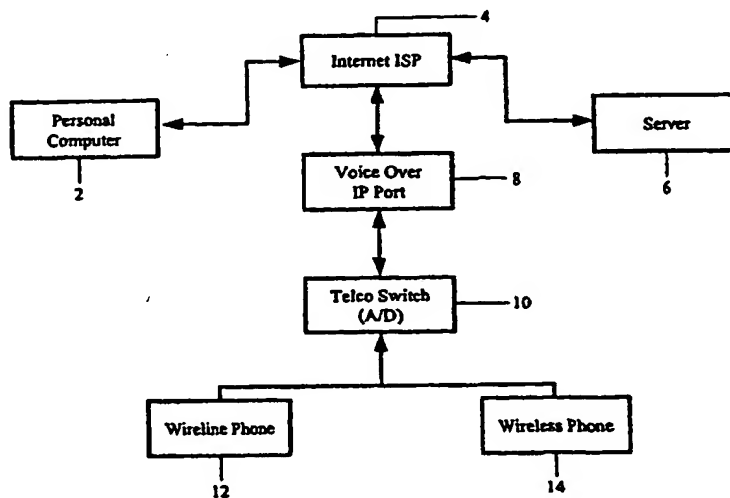 4
Internet ISP
Personal
Computer
2
Server
6
Voice Over
IP Port
8
Telco Switch
(A/D)
10
Wireline Phone
12
Wireless Phone
14